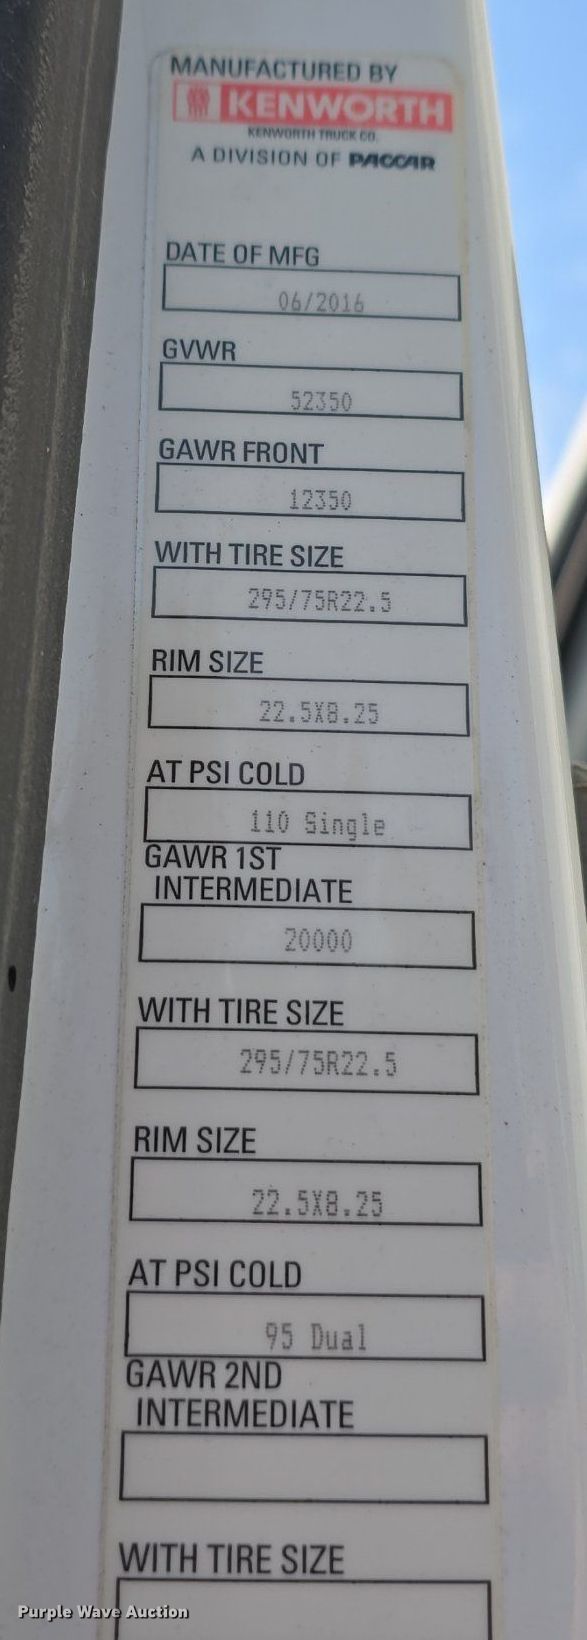 MANUFACTURED BY
KENWORTH
KENWORTH TRUCK CO.
A DIVISION OF PACCAR
DATE OF MFG
06/2016
GVWR
52350
GAWR FRONT
12350
WITH TIRE SIZE
295/75R22.5
RIM SIZE
22.5X8.25
AT PSI COLD
110 Single
GAWR 1ST
INTERMEDIATE
20000
WITH TIRE SIZE
295/75R22.5
RIM SIZE
22.5X8.25
AT PSI COLD
95 Dual
GAWR 2ND
INTERMEDIATE
WITH TIRE SIZE
Purple Wave Auction